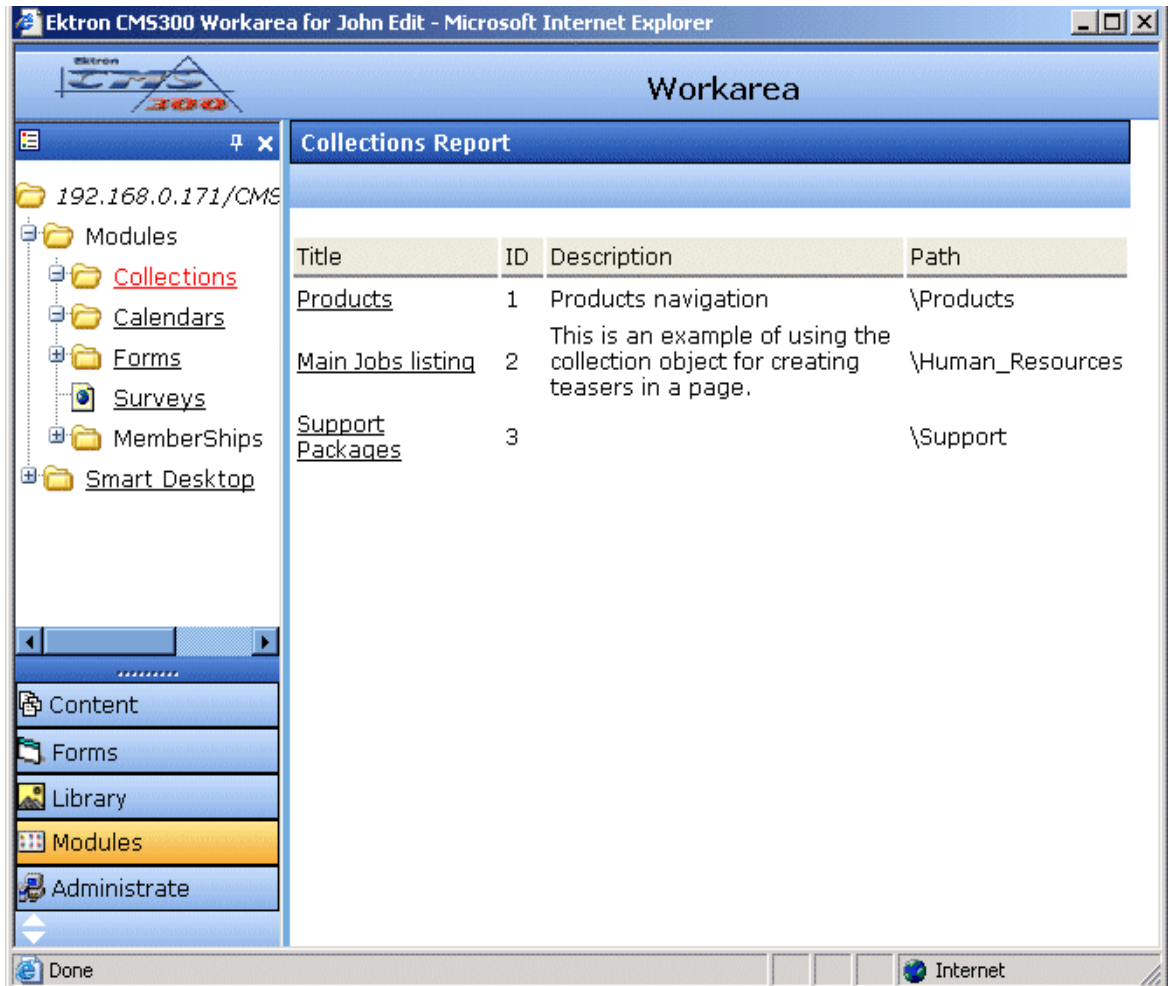 Ektron CMS300 Workarea for John Edit - Microsoft Internet Explorer
Ektron
CMS
300
Workarea
Collections Report
192.168.0.171/CMS
Modules
Collections
Calendars
Forms
Surveys
MemberShips
Smart Desktop
Title ID Description Path
Products 1 Products navigation \Products
Main Jobs listing 2 This is an example of using the
collection object for creating
teasers in a page. \Human_Resources
Support
Packages 3 \Support
Content
Forms
Library
Modules
Administrate
Done
Internet